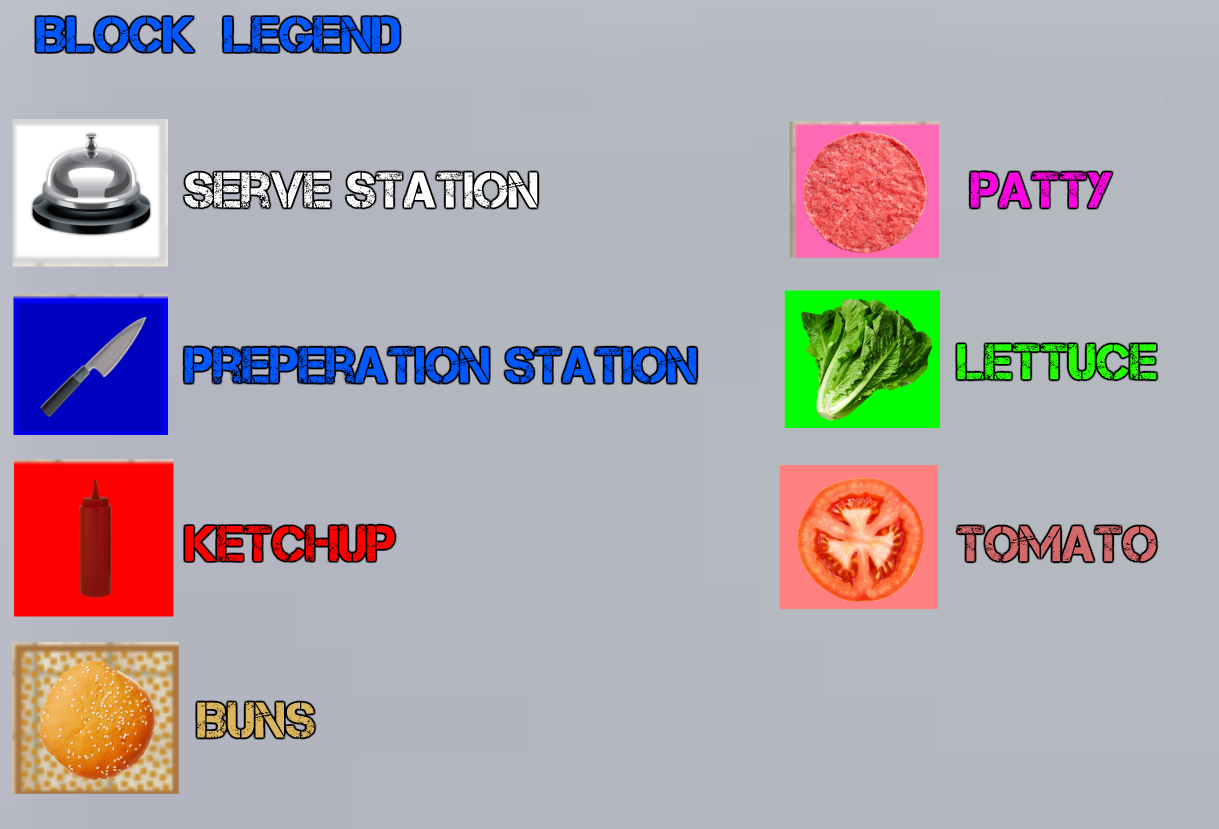 BLOCK LEGEND
SERVE STATION
PREPERATION STATION
KETCHUP
BUNS
PATTY
LETTUCE
TOMATO